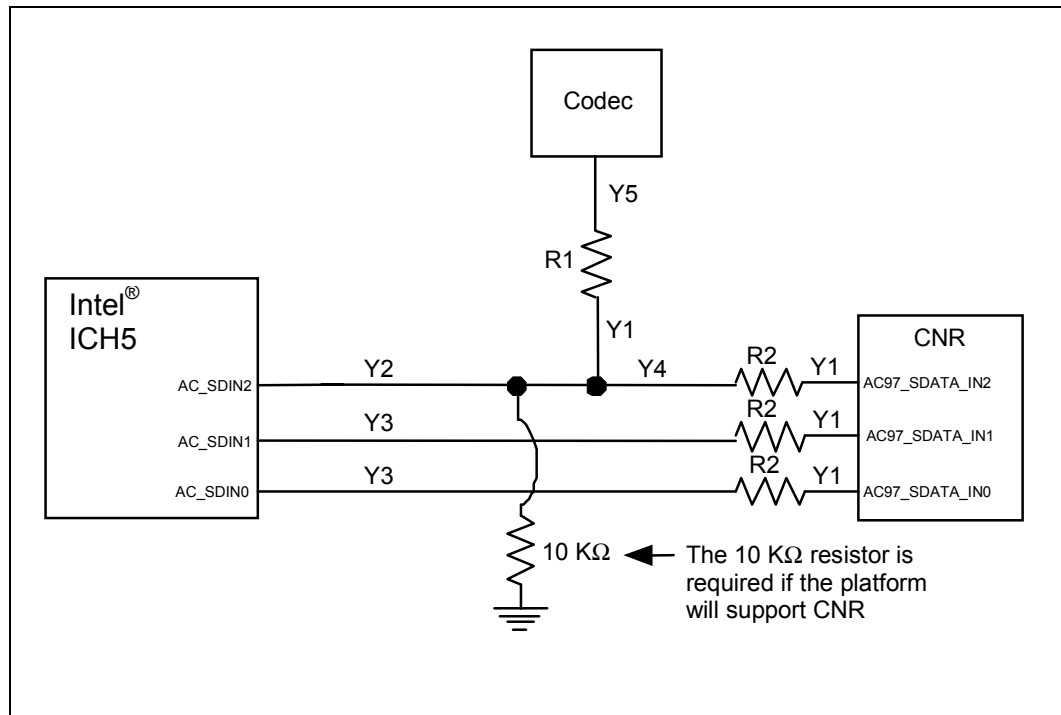 Codec
Y5
R1
Y1
Intel®
ICH5
CNR
Y2
Y4
R2
Y1
AC_SDIN2
AC97_SDATA_IN2
Y3
R2
Y1
AC_SDIN1
AC97_SDATA_IN1
Y3
R2
Y1
AC_SDIN0
AC97_SDATA_IN0
10 KΩ
The 10 KΩ resistor is
required if the platform
will support CNR